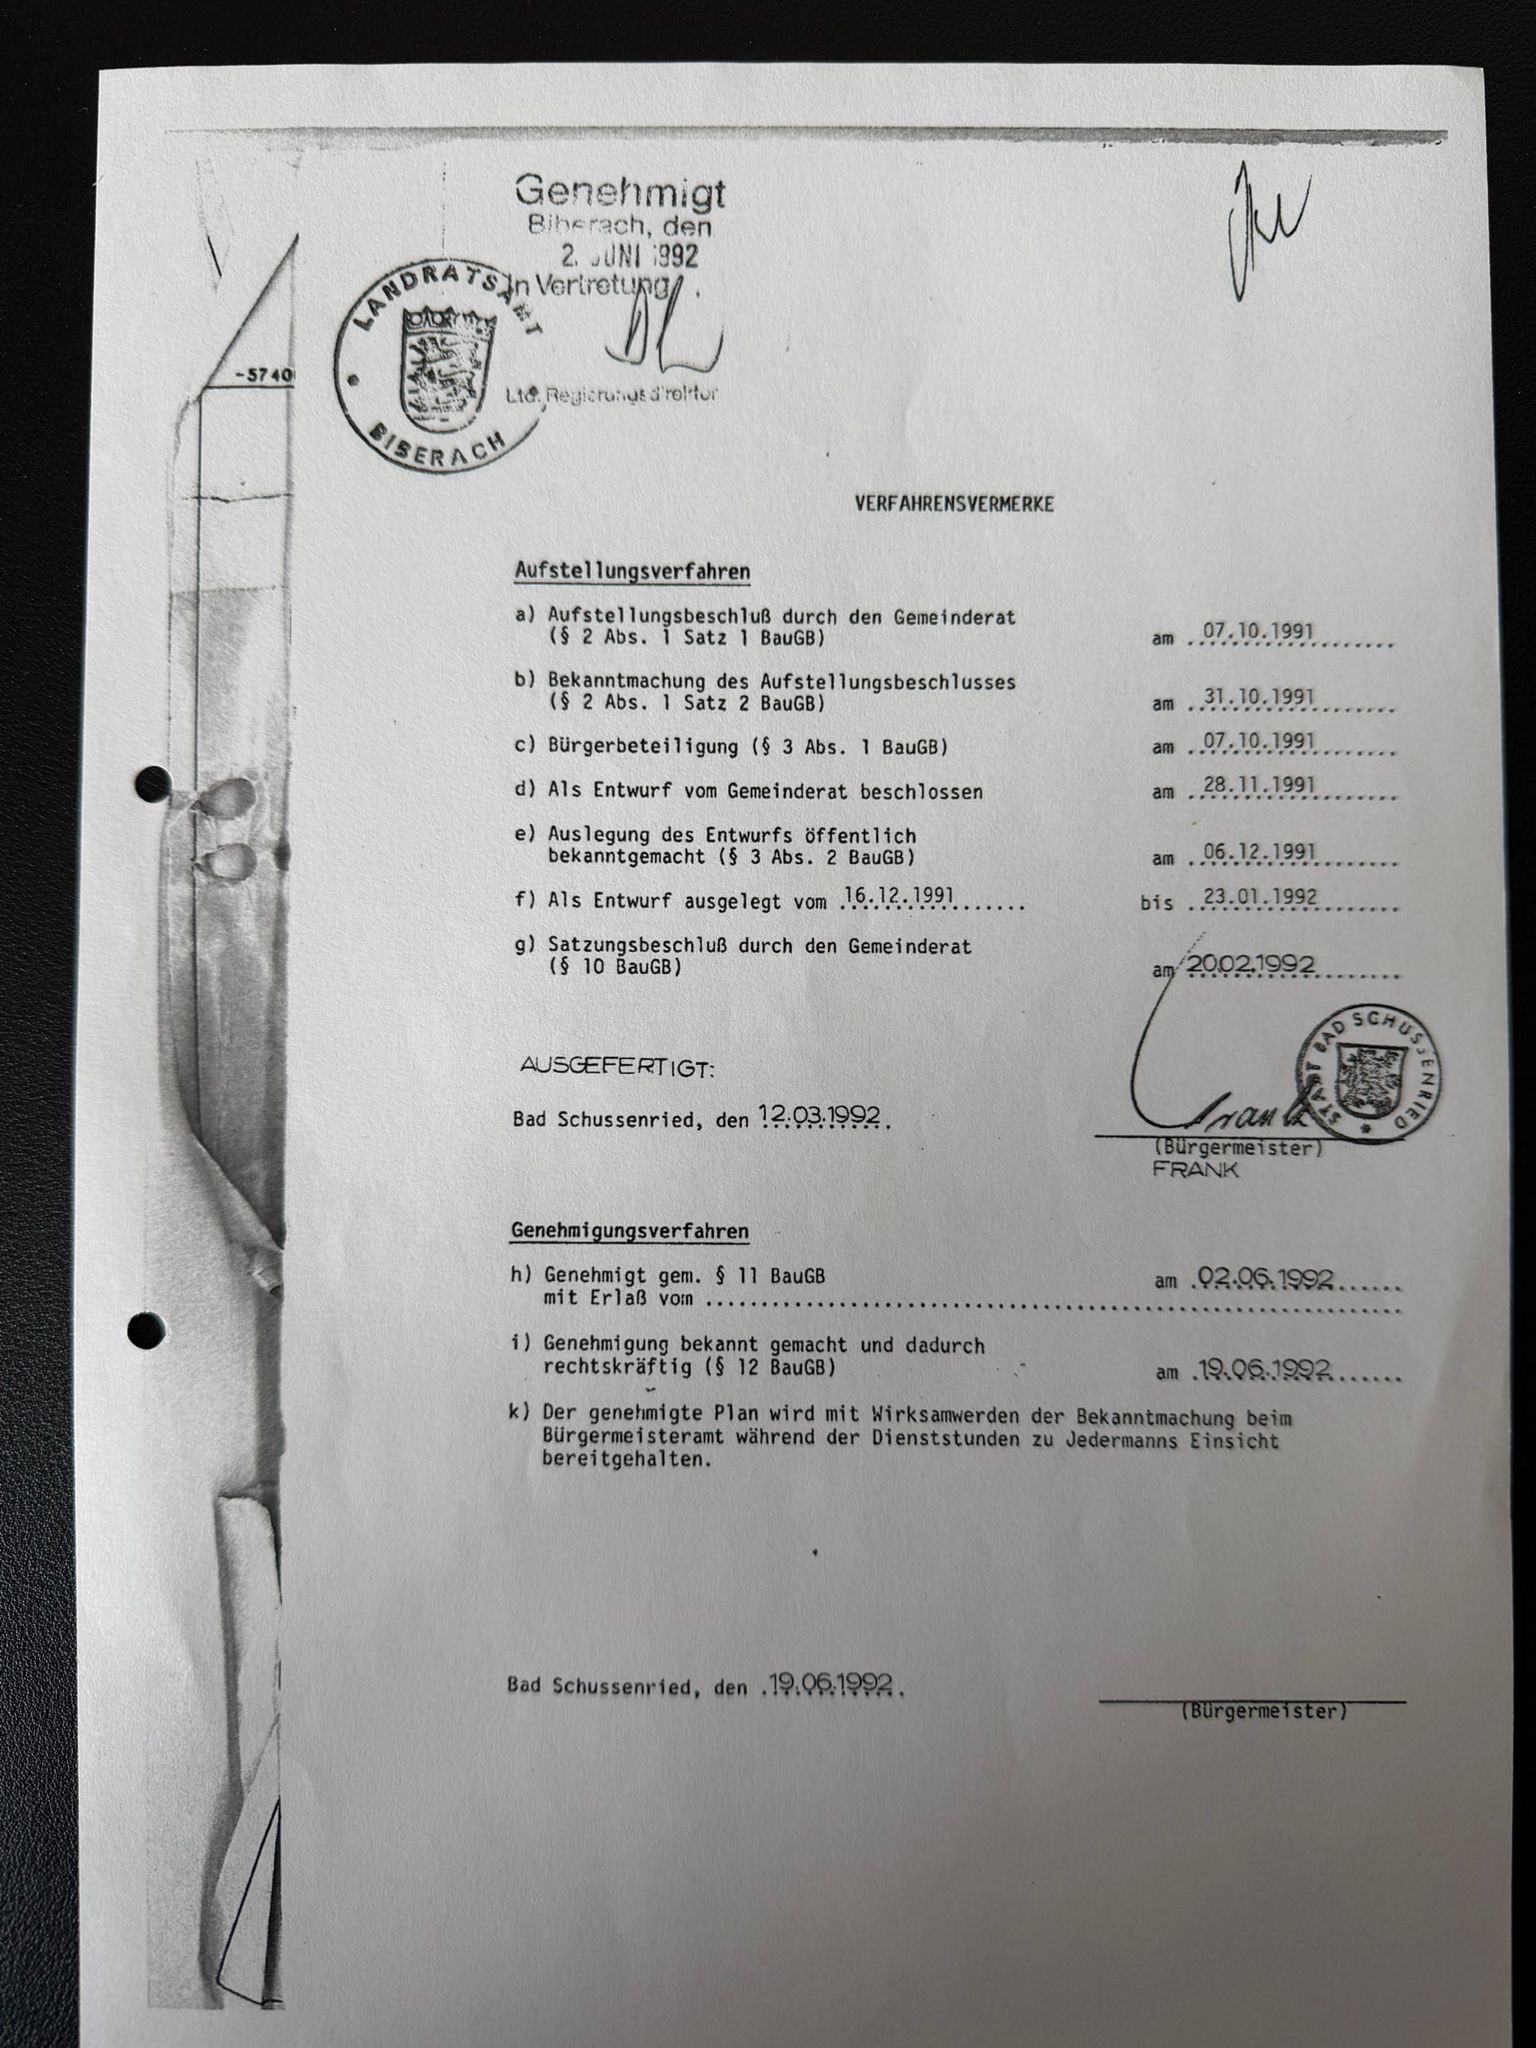 Genehmigt
Biberach, den
2. JUNI 1992
In Vertretung
LANDRATSAMT
BIBERACH
Ltd. Regierungsdirektor
-5740
VERFAHRENSVERMERKE
Aufstellungsverfahren
a) Aufstellungsbeschluß durch den Gemeinderat
(§ 2 Abs. 1 Satz 1 BauGB) am 07.10.1991
b) Bekanntmachung des Aufstellungsbeschlusses
(§ 2 Abs. 1 Satz 2 BauGB) am 31.10.1991
c) Bürgerbeteiligung (§ 3 Abs. 1 BauGB) am 07.10.1991
d) Als Entwurf vom Gemeinderat beschlossen am 28.11.1991
e) Auslegung des Entwurfs öffentlich
bekanntgemacht (§ 3 Abs. 2 BauGB) am 06.12.1991
f) Als Entwurf ausgelegt vom 16.12.1991 bis 23.01.1992
g) Satzungsbeschluß durch den Gemeinderat
(§ 10 BauGB) am 20.02.1992
STADT BAD SCHUSSENRIED
AUSGEFERTIGT:
Bad Schussenried, den 12.03.1992. Frank
(Bürgermeister)
FRANK
Genehmigungsverfahren
h) Genehmigt gem. § 11 BauGB am 02.06.1992
mit Erlaß vom
i) Genehmigung bekannt gemacht und dadurch
rechtskräftig (§ 12 BauGB) am 19.06.1992
k) Der genehmigte Plan wird mit Wirksamwerden der Bekanntmachung beim
Bürgermeisteramt während der Dienststunden zu Jedermanns Einsicht
bereitgehalten.
Bad Schussenried, den 19.06.1992.
(Bürgermeister)